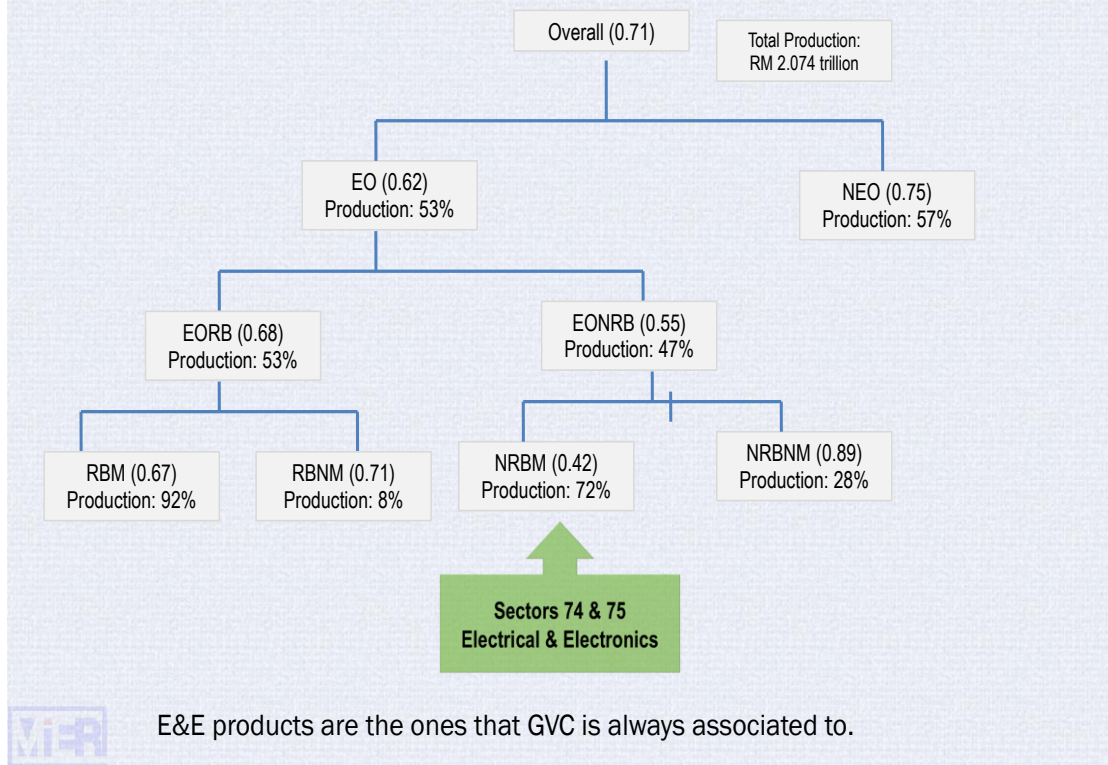 Overall (0.71)
Total Production:
RM 2.074 trillion
EO (0.62)
Production: 53%
NEO (0.75)
Production: 57%
EORB (0.68)
Production: 53%
EONRB (0.55)
Production: 47%
RBM (0.67)
Production: 92%
RBNM (0.71)
Production: 8%
NRBM (0.42)
Production: 72%
NRBNM (0.89)
Production: 28%
Sectors 74 & 75
Electrical & Electronics
E&E products are the ones that GVC is always associated to.
MiER